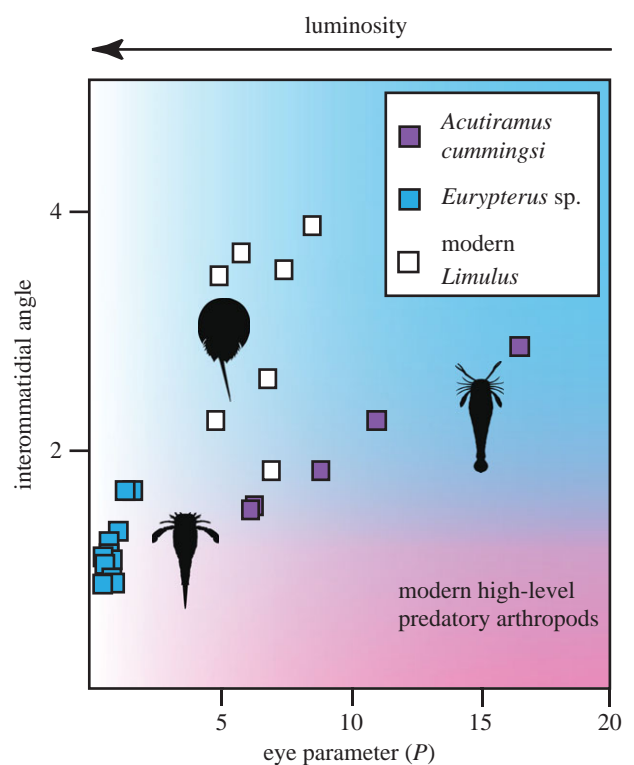 luminosity
Acutiramus
cummingsi
Eurypterus sp.
modern
Limulus
4
2
interommatidial angle
modern high-level
predatory arthropods
5
10
15
20
eye parameter (P)